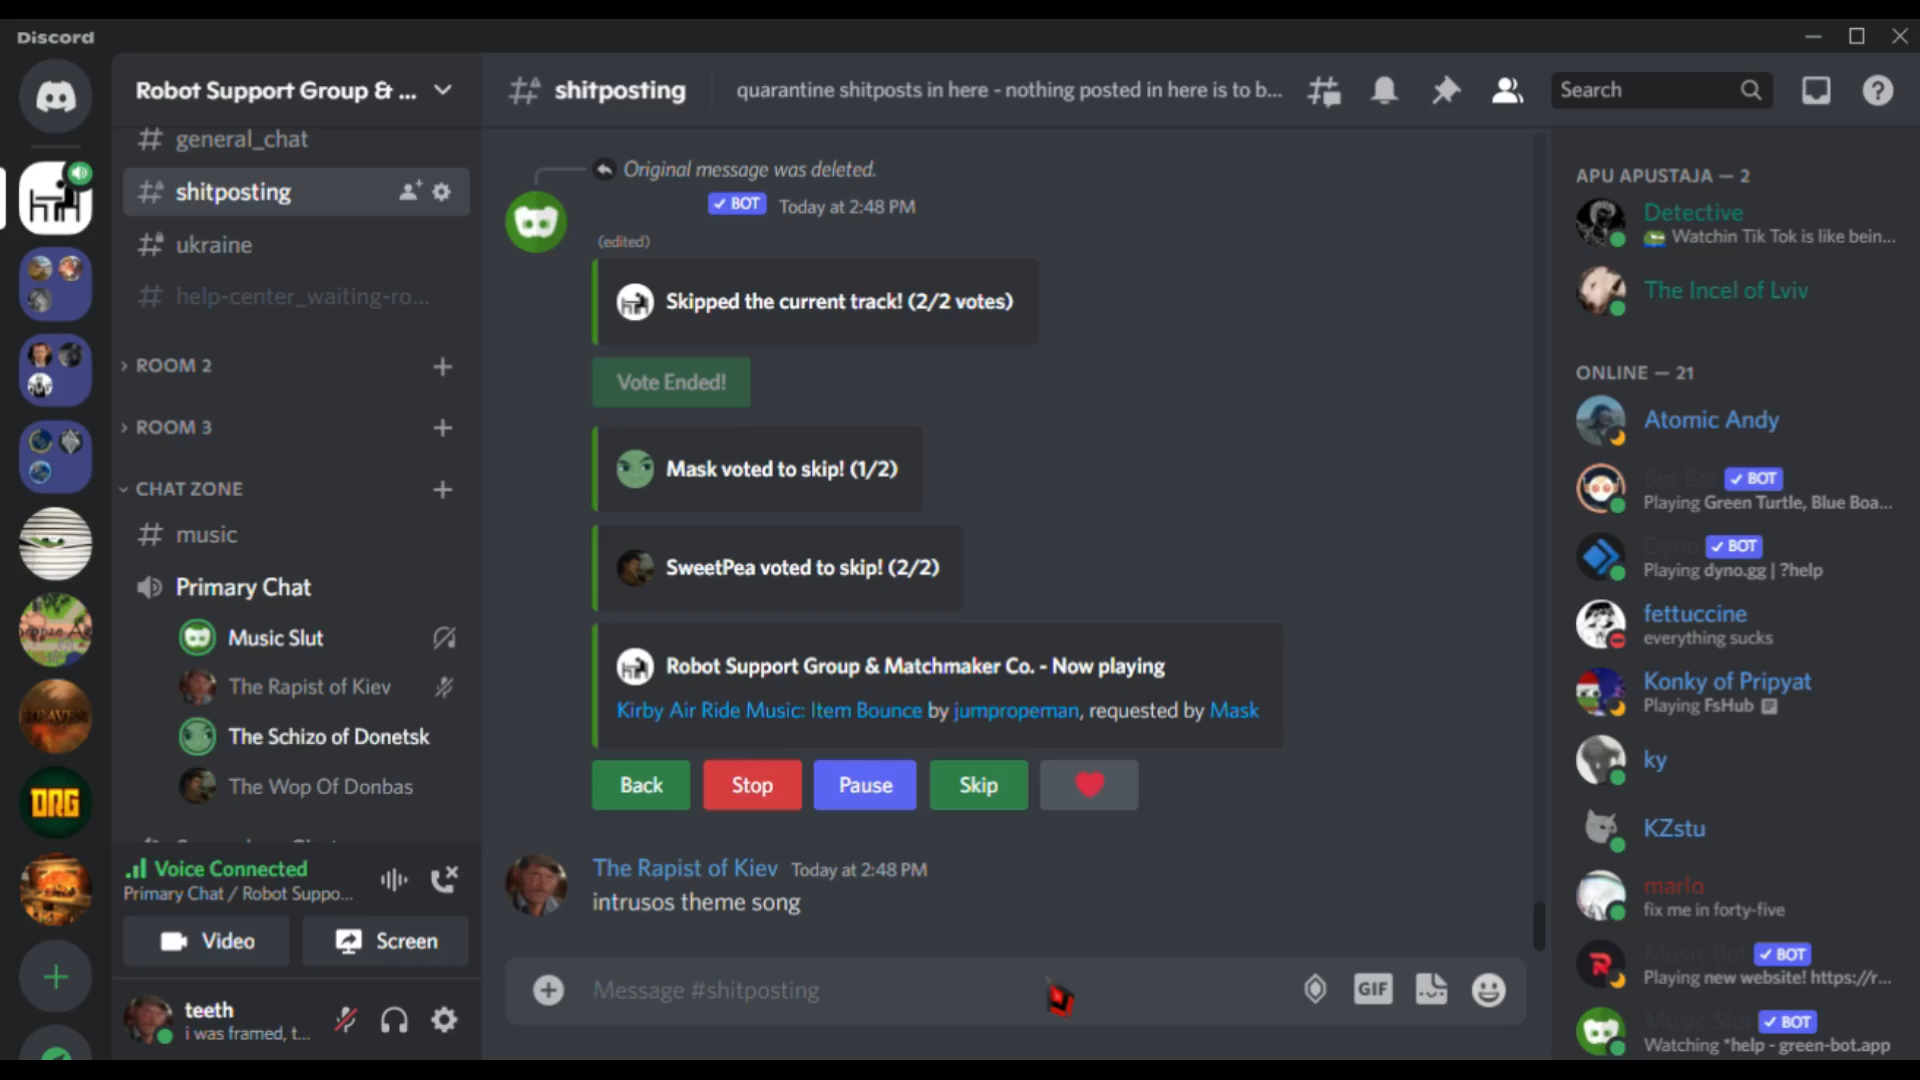 Discord
Robot Support Group & ...
general_chat
shitposting
ukraine
help-center_waiting-ro...
ROOM 2
ROOM 3
CHAT ZONE
music
Primary Chat
Music Slut
The Rapist of Kiev
The Schizo of Donetsk
The Wop Of Donbas
Voice Connected
Primary Chat / Robot Suppo...
Video
Screen
teeth
i was framed, t...
shitposting
quarantine shitposts in here - nothing posted in here is to b...
Search
Original message was deleted.
BOT Today at 2:48 PM
(edited)
Skipped the current track! (2/2 votes)
Vote Ended!
Mask voted to skip! (1/2)
SweetPea voted to skip! (2/2)
Robot Support Group & Matchmaker Co. - Now playing
Kirby Air Ride Music: Item Bounce by jumpropeman, requested by Mask
Back
Stop
Pause
Skip
The Rapist of Kiev Today at 2:48 PM
intrusos theme song
Message #shitposting
GIF
APU APUSTAJA — 2
Detective
Watchin Tik Tok is like bein...
The Incel of Lviv
ONLINE — 21
Atomic Andy
BOT
Playing Green Turtle, Blue Boa...
Dyno BOT
Playing dyno.gg | ?help
fettuccine
everything sucks
Konky of Pripyat
Playing FsHub
ky
KZstu
marlo
fix me in forty-five
Music Bot BOT
Playing new website! https://r...
Music Slut BOT
Watching *help - green-bot.app
ORG